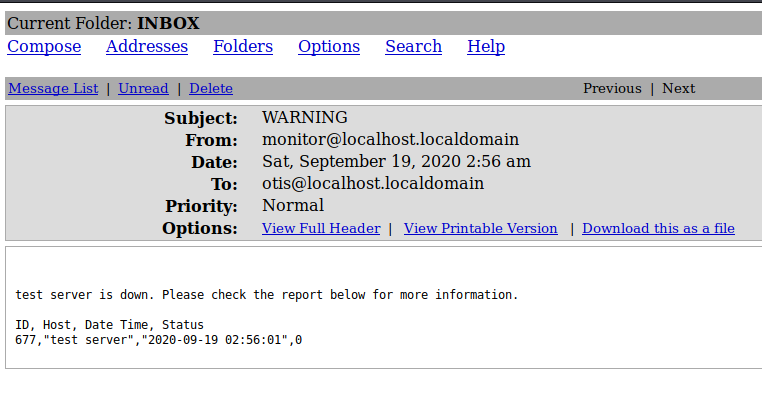 Current Folder: INBOX
Compose Addresses Folders Options Search Help
Message List | Unread | Delete Previous | Next
Subject: WARNING
From: monitor@localhost.localdomain
Date: Sat, September 19, 2020 2:56 am
To: otis@localhost.localdomain
Priority: Normal
Options: View Full Header | View Printable Version | Download this as a file
test server is down. Please check the report below for more information.
ID, Host, Date Time, Status
677,"test server","2020-09-19 02:56:01",0